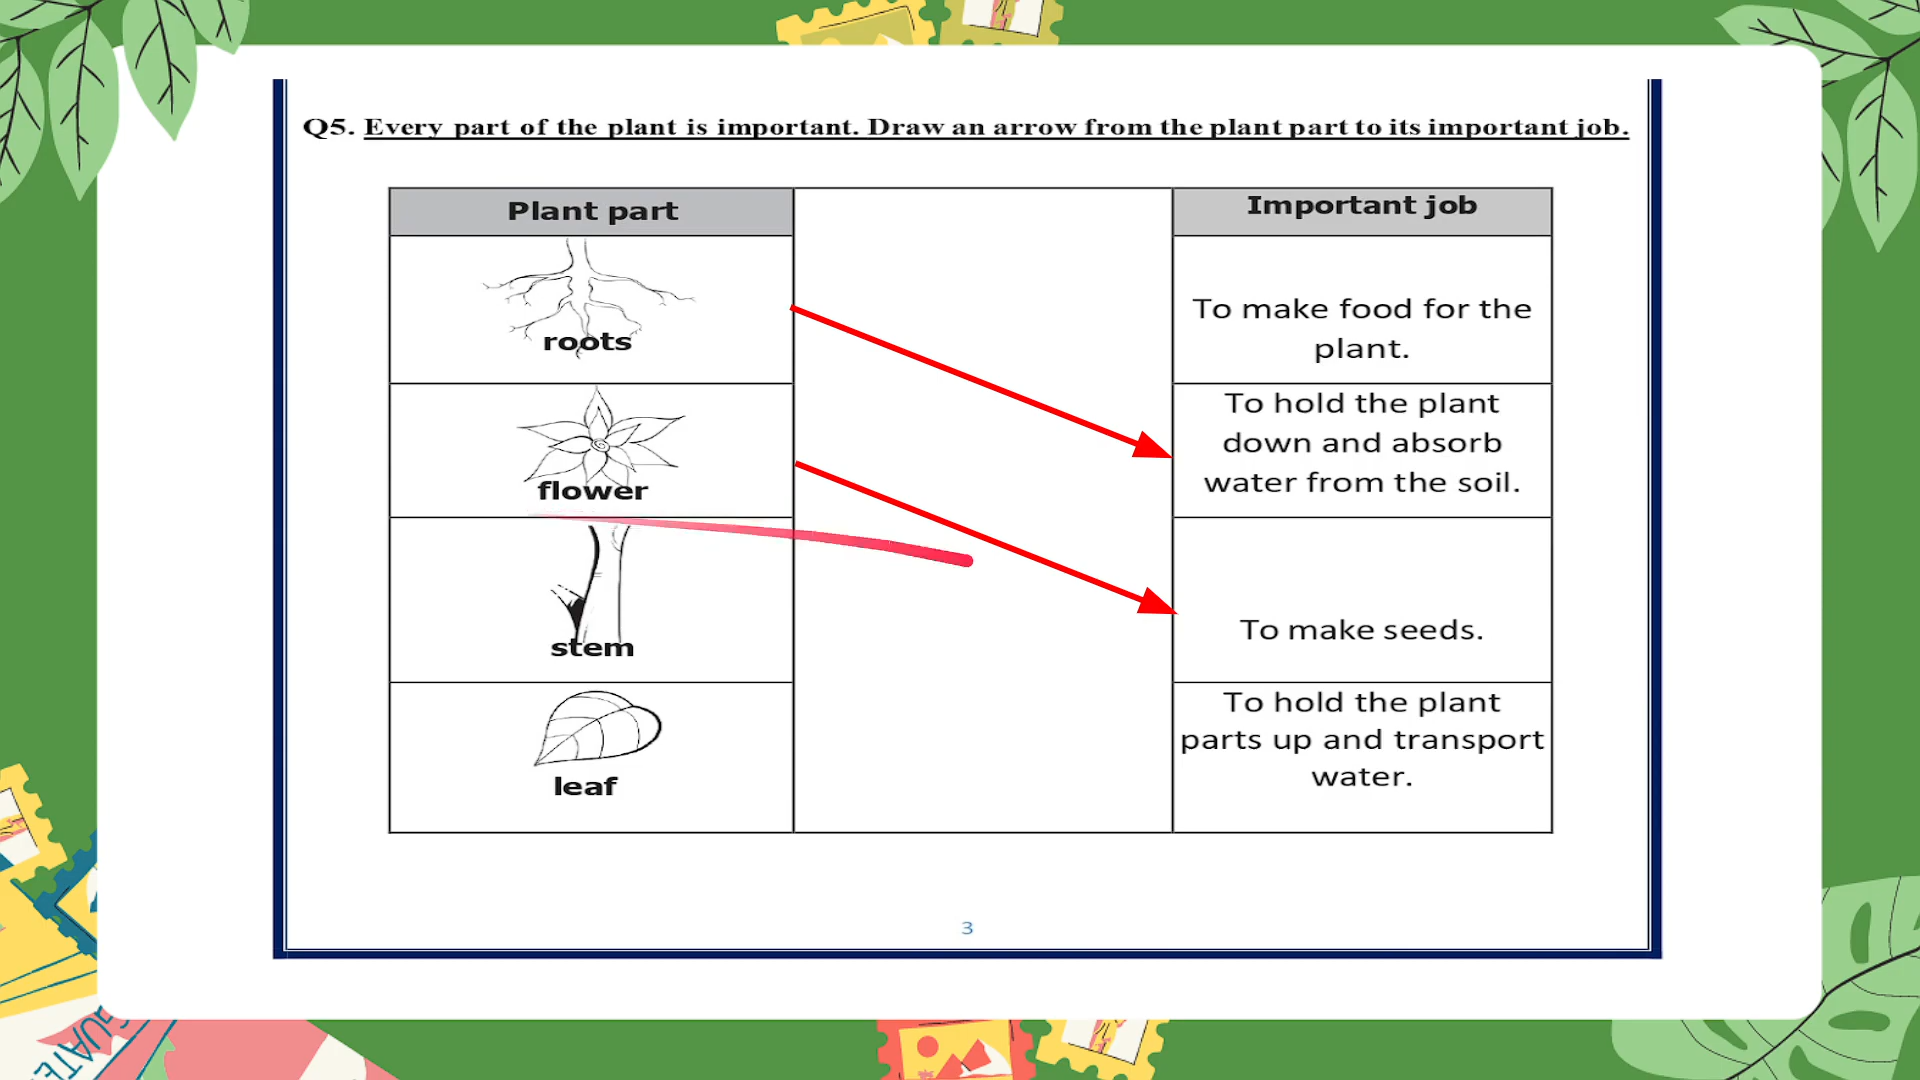 Q5. Every part of the plant is important. Draw an arrow from the plant part to its important job.
Plant part
Important job
roots
To make food for the
plant.
flower
To hold the plant
down and absorb
water from the soil.
stem
To make seeds.
leaf
To hold the plant
parts up and transport
water.
3